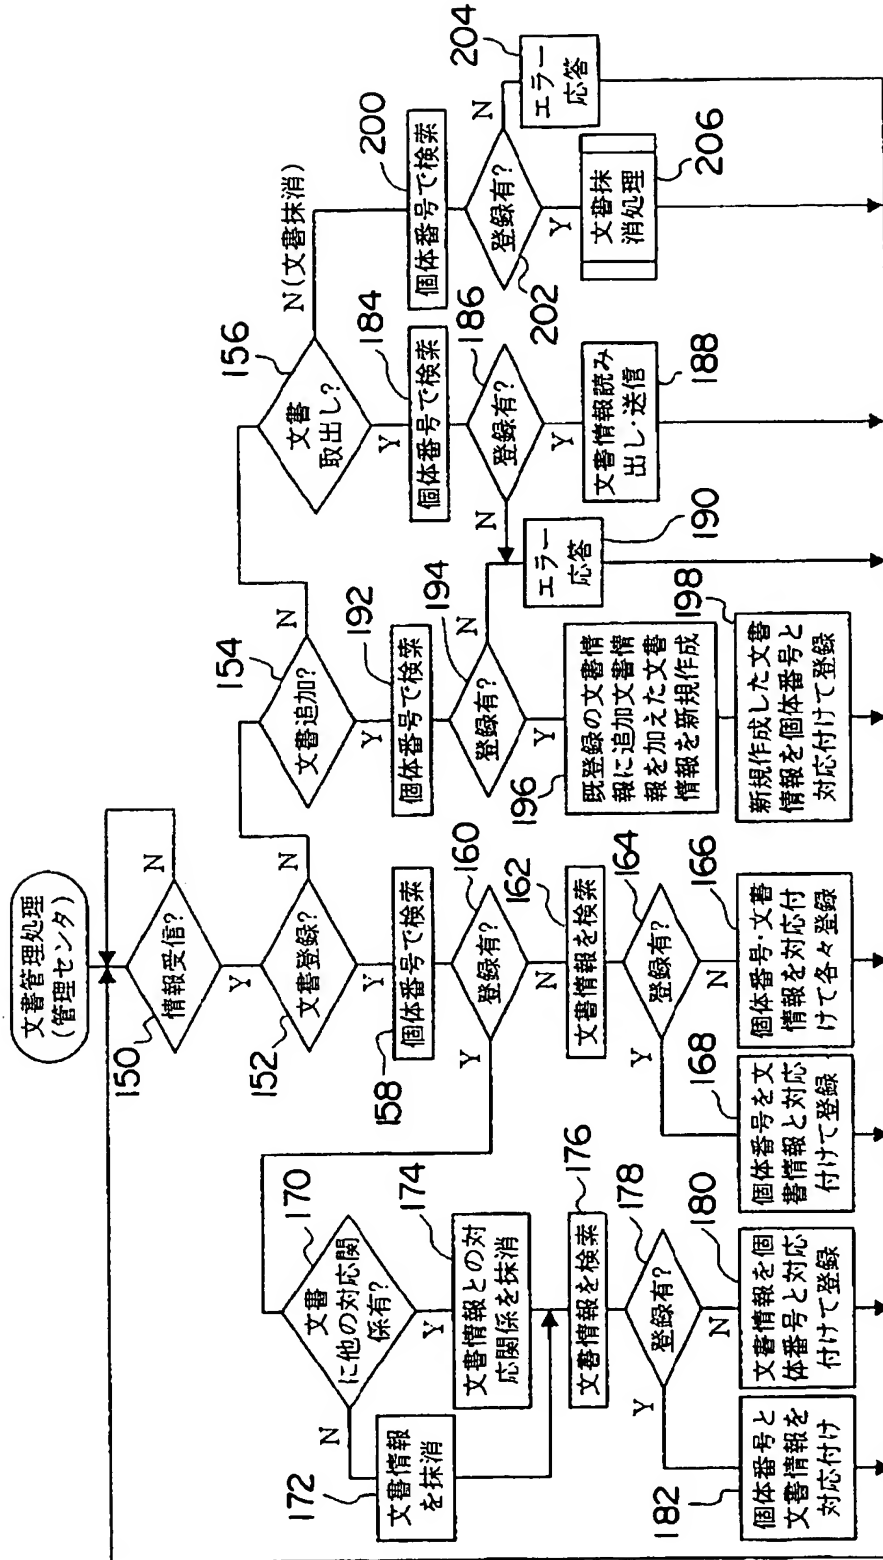 文書管理処理
(管理センタ)
150
情報受信?
N
Y
152
文書登録?
N
Y
154
文書追加?
N
Y
156
文書
取出し?
N(文書抹消)
Y
158
個体番号で検索
160
登録有?
Y
N
162
文書情報を検索
164
登録有?
Y
N
166
個体番号・文書
情報を対応付
けて各々登録
168
個体番号を文
書情報と対応
付けて登録
170
文書
に他の対応関
係有?
N
Y
172
文書情報
を抹消
174
文書情報との対
応関係を抹消
176
文書情報を検索
178
登録有?
Y
N
180
文書情報を個
体番号と対応
付けて登録
182
個体番号と
文書情報を
対応付け
192
個体番号で検索
194
登録有?
N
Y
196
既登録の文書情
報に追加文書情
報を加えた文書
情報を新規作成
198
新規作成した文書
情報を個体番号と
対応付けて登録
184
個体番号で検索
186
登録有?
N
Y
188
文書情報読み
出し・送信
190
エラー
応答
200
個体番号で検索
202
登録有?
N
Y
204
エラー
応答
206
文書抹
消処理